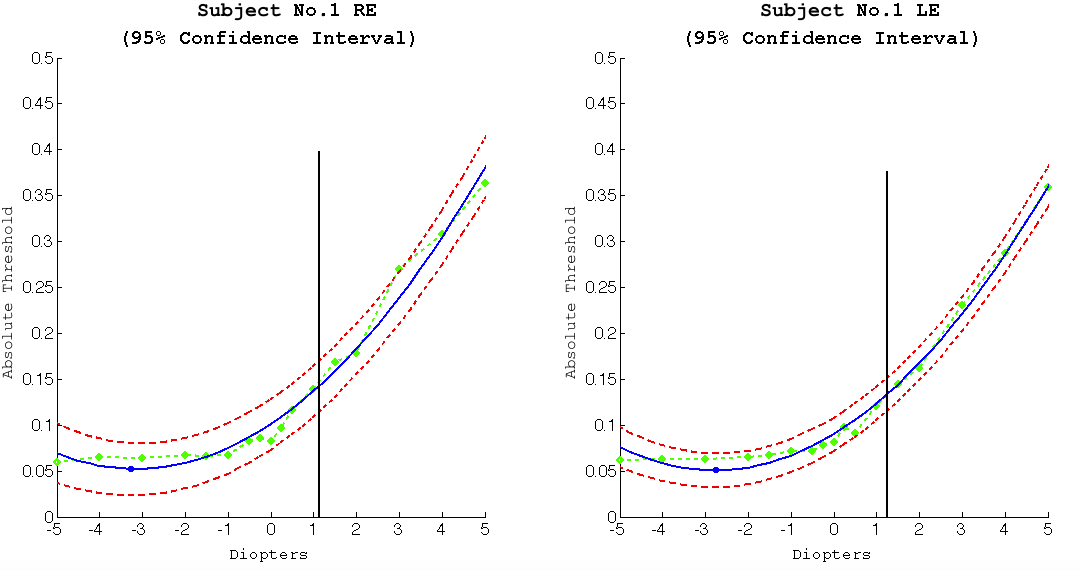 Subject No.1 RE
(95% Confidence Interval)
0.5
0.45
0.4
0.35
0.3
0.25
0.2
0.15
0.1
0.05
0
Absolute Threshold
-5 -4 -3 -2 -1 0 1 2 3 4 5
Diopters
Subject No.1 LE
(95% Confidence Interval)
0.5
0.45
0.4
0.35
0.3
0.25
0.2
0.15
0.1
0.05
0
Absolute Threshold
-5 -4 -3 -2 -1 0 1 2 3 4 5
Diopters